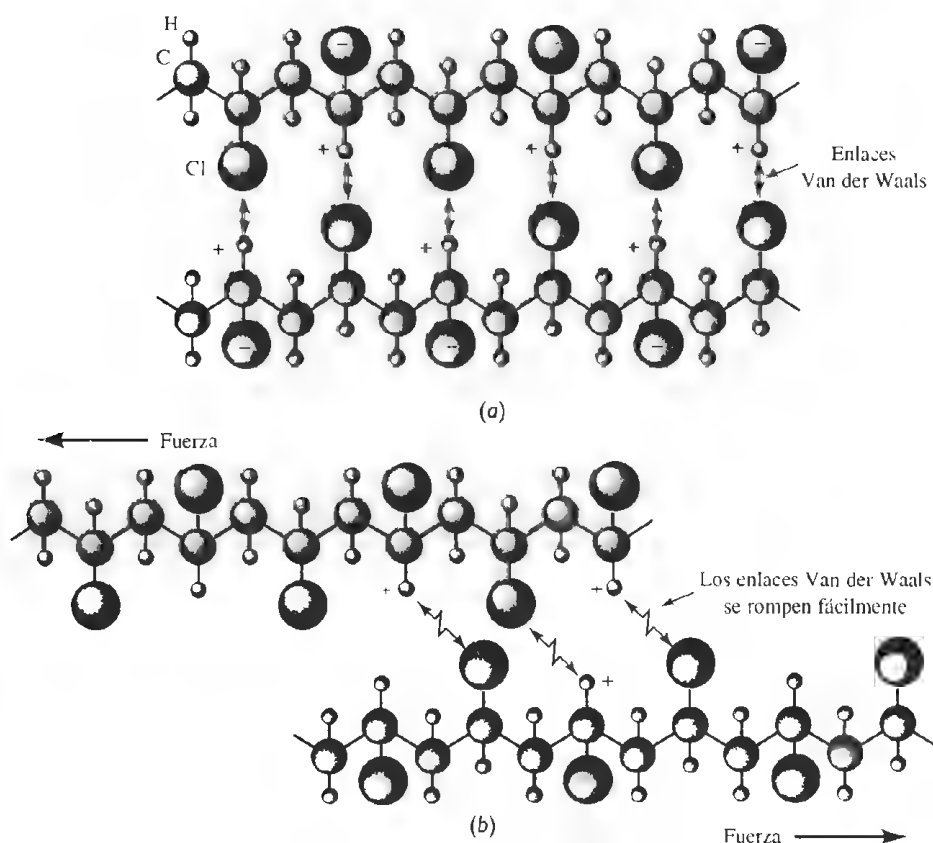 H
C
− − −
Cl
+ + +
Enlaces
Van der Waals
+ + +
− -- −
(a)
Fuerza
+ +
Los enlaces Van der Waals
se rompen fácilmente
+
(b)
Fuerza